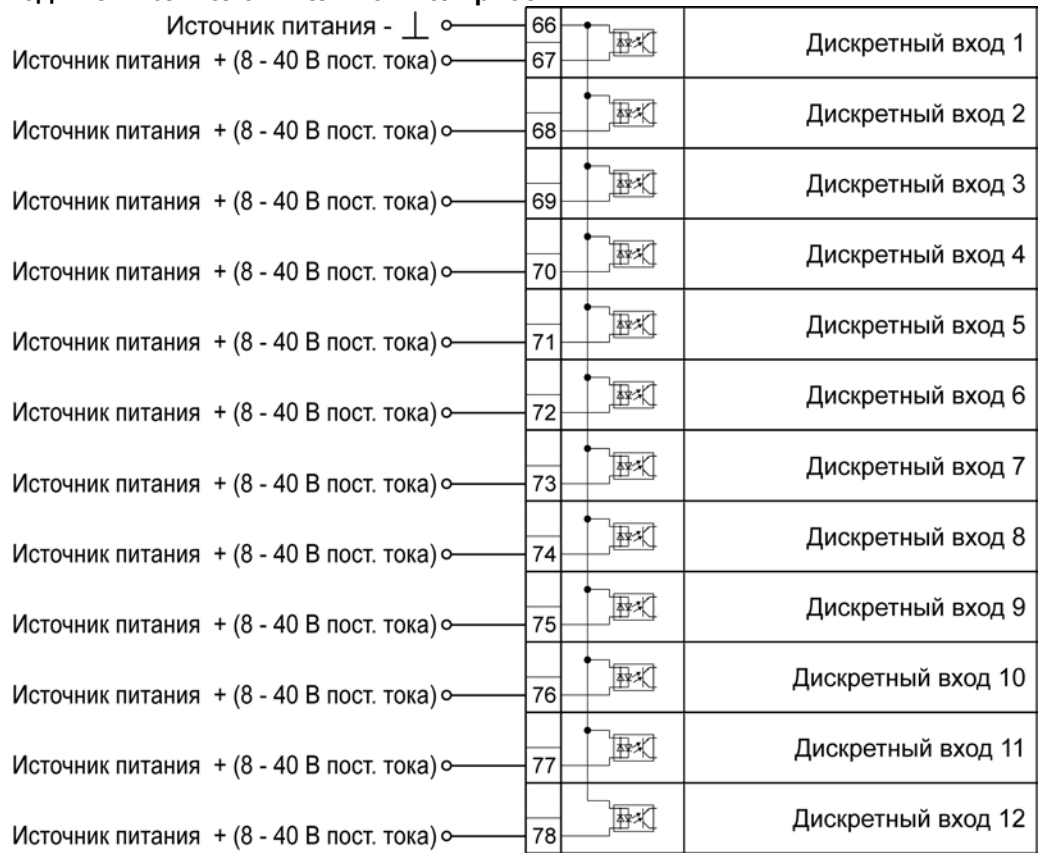 Источник питания - 66
Дискретный вход 1
Источник питания + (8 - 40 В пост. тока) 67
Дискретный вход 2
Источник питания + (8 - 40 В пост. тока) 68
Дискретный вход 3
Источник питания + (8 - 40 В пост. тока) 69
Дискретный вход 4
Источник питания + (8 - 40 В пост. тока) 70
Дискретный вход 5
Источник питания + (8 - 40 В пост. тока) 71
Дискретный вход 6
Источник питания + (8 - 40 В пост. тока) 72
Дискретный вход 7
Источник питания + (8 - 40 В пост. тока) 73
Дискретный вход 8
Источник питания + (8 - 40 В пост. тока) 74
Дискретный вход 9
Источник питания + (8 - 40 В пост. тока) 75
Дискретный вход 10
Источник питания + (8 - 40 В пост. тока) 76
Дискретный вход 11
Источник питания + (8 - 40 В пост. тока) 77
Дискретный вход 12
Источник питания + (8 - 40 В пост. тока) 78